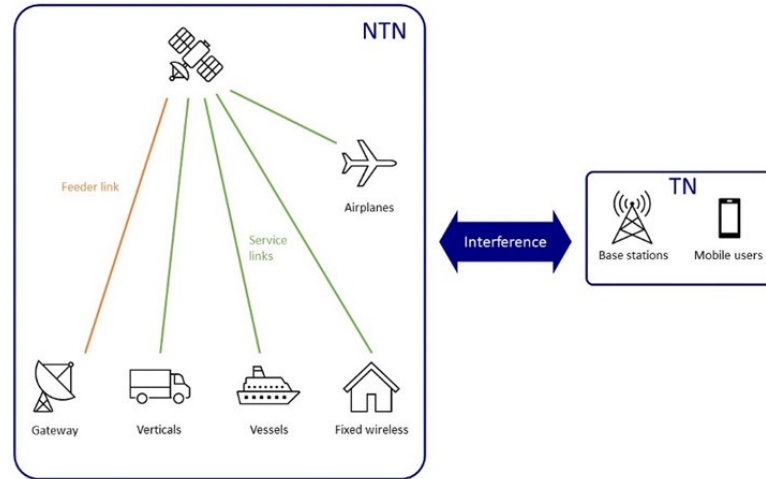 NTN
Feeder link
Service
links
Airplanes
Gateway
Verticals
Vessels
Fixed wireless
Interference
TN
Base stations
Mobile users